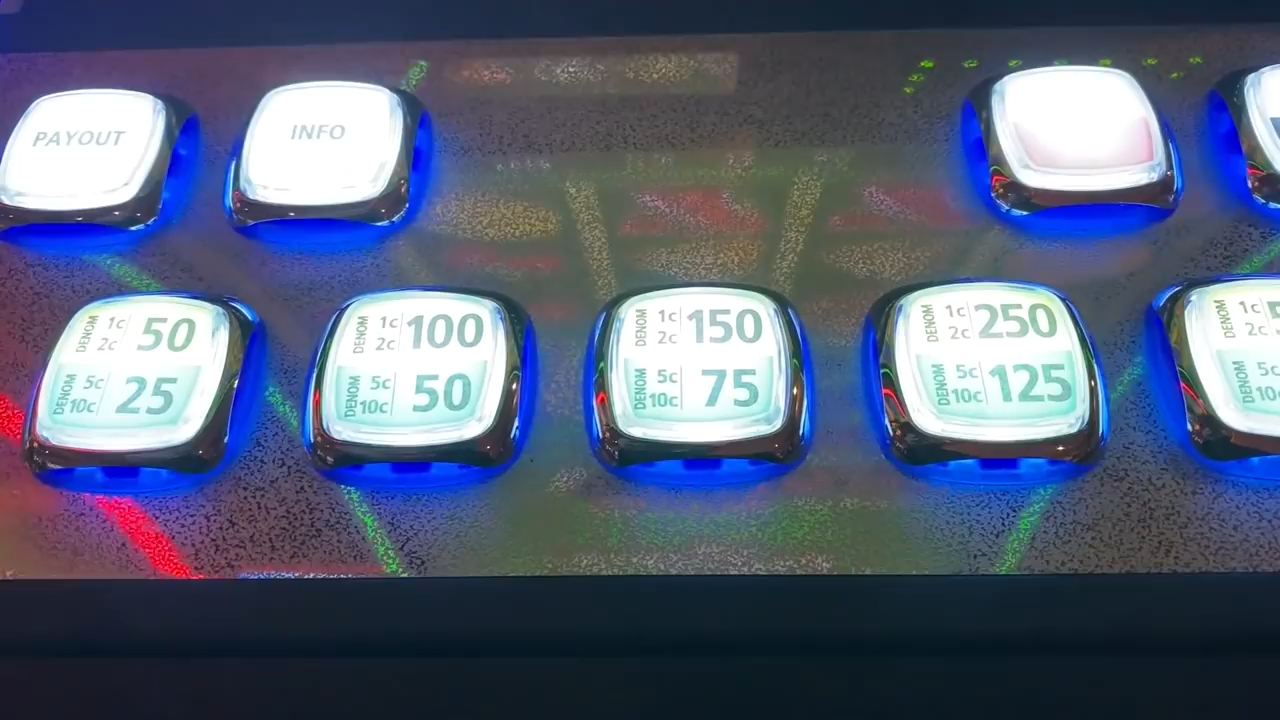 PAYOUT
INFO
DENOM 1c 2c 50
DENOM 5c 10c 25
DENOM 1c 2c 100
DENOM 5c 10c 50
DENOM 1c 2c 150
DENOM 5c 10c 75
DENOM 1c 2c 250
DENOM 5c 10c 125
DENOM 1c 2c
DENOM 5c 10c